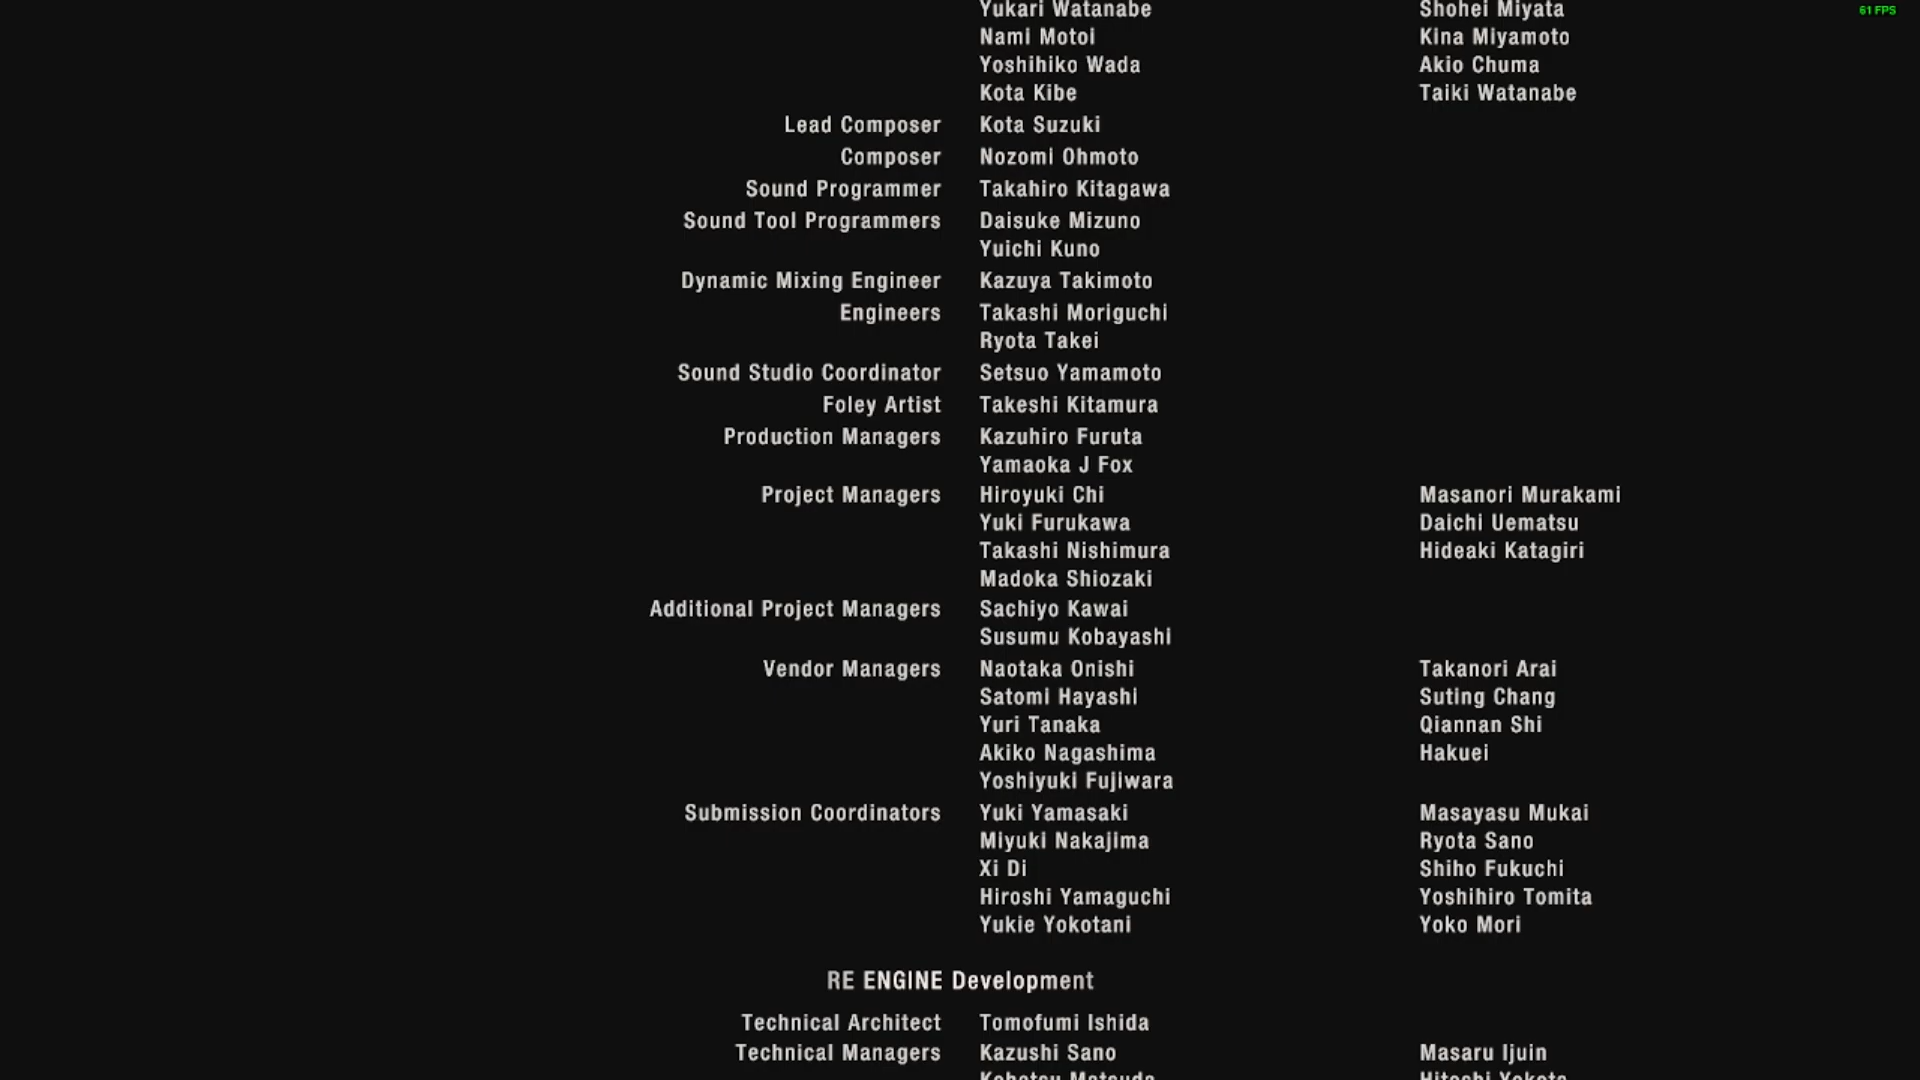 61 FPS
Yukari Watanabe Shohei Miyata
Nami Motoi Kina Miyamoto
Yoshihiko Wada Akio Chuma
Kota Kibe Taiki Watanabe
Lead Composer Kota Suzuki
Composer Nozomi Ohmoto
Sound Programmer Takahiro Kitagawa
Sound Tool Programmers Daisuke Mizuno
Yuichi Kuno
Dynamic Mixing Engineer Kazuya Takimoto
Engineers Takashi Moriguchi
Ryota Takei
Sound Studio Coordinator Setsuo Yamamoto
Foley Artist Takeshi Kitamura
Production Managers Kazuhiro Furuta
Yamaoka J Fox
Project Managers Hiroyuki Chi Masanori Murakami
Yuki Furukawa Daichi Uematsu
Takashi Nishimura Hideaki Katagiri
Madoka Shiozaki
Additional Project Managers Sachiyo Kawai
Susumu Kobayashi
Vendor Managers Naotaka Onishi Takanori Arai
Satomi Hayashi Suting Chang
Yuri Tanaka Qiannan Shi
Akiko Nagashima Hakuei
Yoshiyuki Fujiwara
Submission Coordinators Yuki Yamasaki Masayasu Mukai
Miyuki Nakajima Ryota Sano
Xi Di Shiho Fukuchi
Hiroshi Yamaguchi Yoshihiro Tomita
Yukie Yokotani Yoko Mori
RE ENGINE Development
Technical Architect Tomofumi Ishida
Technical Managers Kazushi Sano Masaru Ijuin